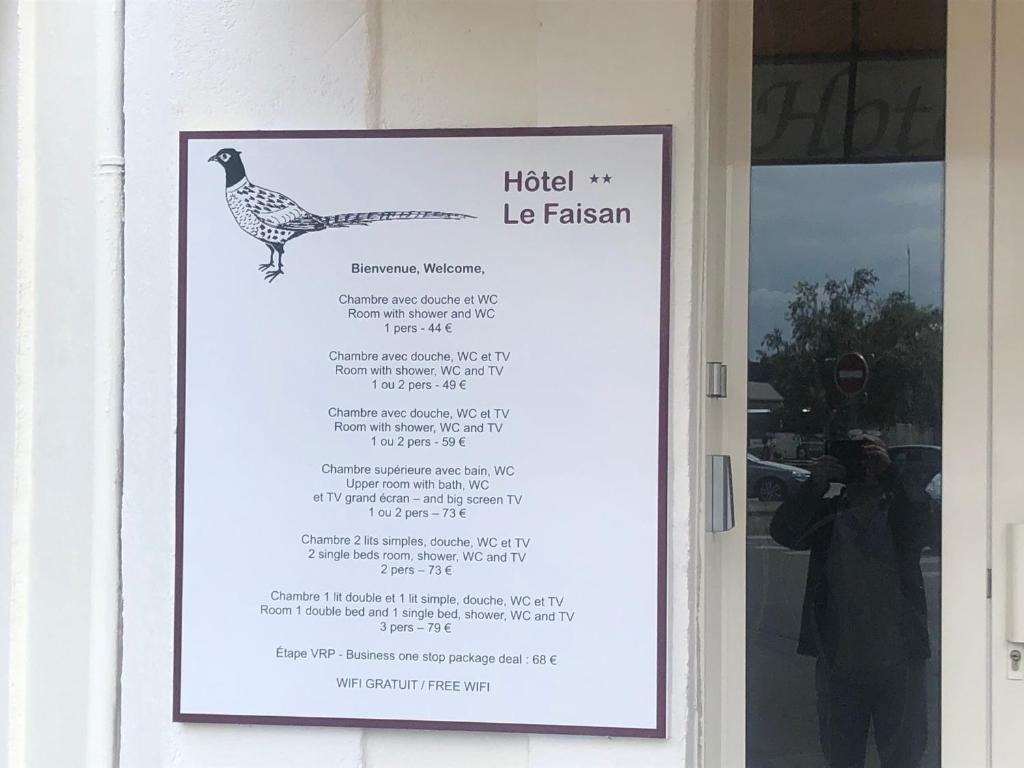 Hôtel ★★
Le Faisan
Bienvenue, Welcome,
Chambre avec douche et WC
Room with shower and WC
1 pers - 44 €
Chambre avec douche, WC et TV
Room with shower, WC and TV
1 ou 2 pers - 49 €
Chambre avec douche, WC et TV
Room with shower, WC and TV
1 ou 2 pers - 59 €
Chambre supérieure avec bain, WC
Upper room with bath, WC
et TV grand écran – and big screen TV
1 ou 2 pers – 73 €
Chambre 2 lits simples, douche, WC et TV
2 single beds room, shower, WC and TV
2 pers – 73 €
Chambre 1 lit double et 1 lit simple, douche, WC et TV
Room 1 double bed and 1 single bed, shower, WC and TV
3 pers – 79 €
Étape VRP - Business one stop package deal : 68 €
WIFI GRATUIT / FREE WIFI
Hote